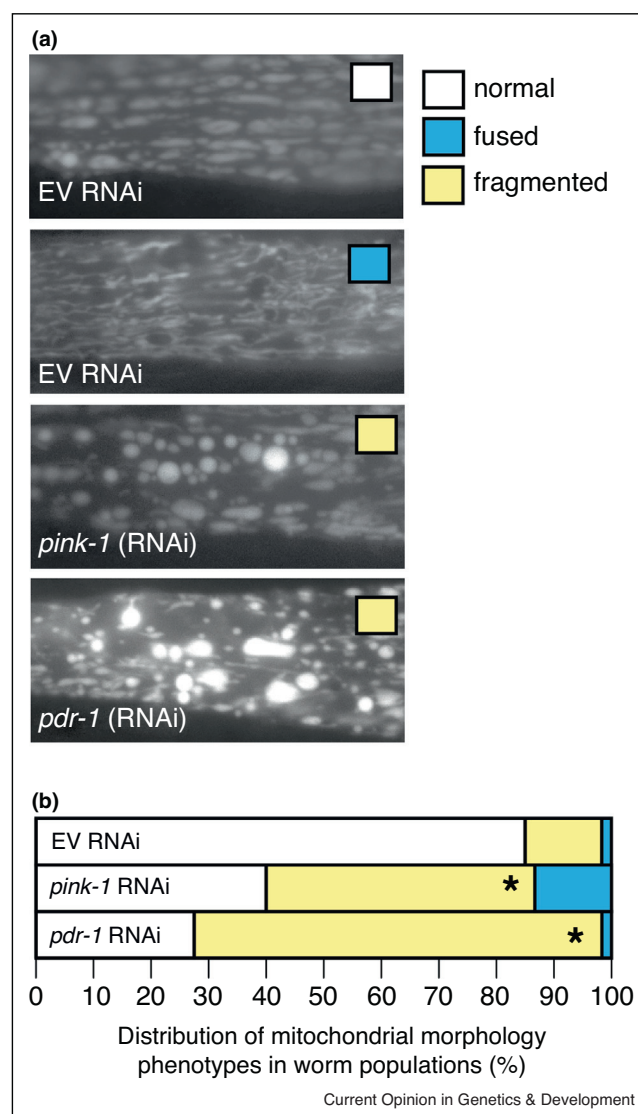 (a)
normal
fused
fragmented
EV RNAi
EV RNAi
pink-1 (RNAi)
pdr-1 (RNAi)
(b)
EV RNAi
pink-1 RNAi
*
pdr-1 RNAi
*
0 10 20 30 40 50 60 70 80 90 100
Distribution of mitochondrial morphology
phenotypes in worm populations (%)
Current Opinion in Genetics & Development